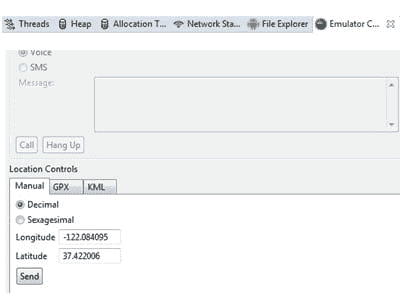 Threads Heap Allocation T... Network Sta... File Explorer Emulator C...
Voice
SMS
Message:
Call Hang Up
Location Controls
Manual GPX KML
Decimal
Sexagesimal
Longitude -122.084095
Latitude 37.422006
Send